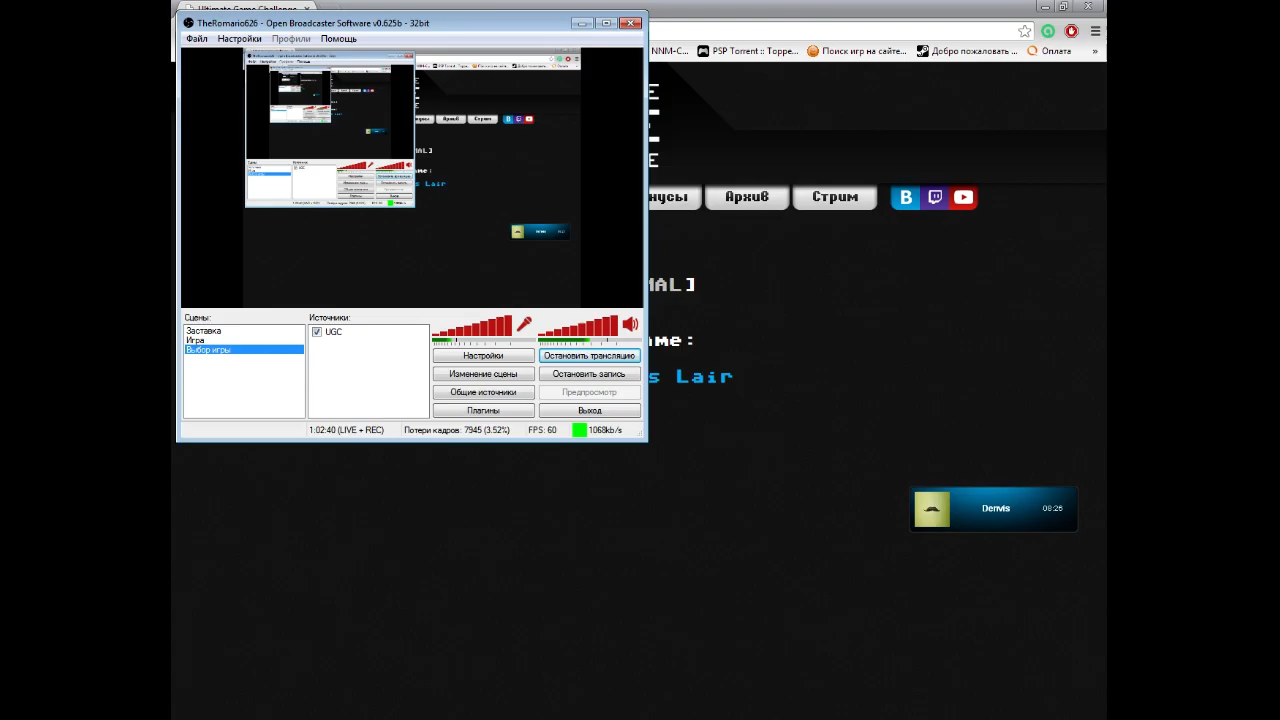 Ultimate Game Challenge
TheRomario626 - Open Broadcaster Software v0.625b - 32bit
Файл Настройки Профили Помощь
NNM-C... PSP Torrent :: Торре... Поиск игр на сайте... Добро пожаловать ... Оплата »
E
E
нусы Архив Стрим
MAL]
ame:
s Lair
Сцены: Источники:
Заставка
Игра
Выбор игры
UGC
Настройки Остановить трансляцию
Изменение сцены Остановить запись
Общие источники Предпросмотр
Плагины Выход
1:02:40 (LIVE + REC) Потери кадров: 7945 (3.52%) FPS: 60 1068kb/s
Denvis 08:26